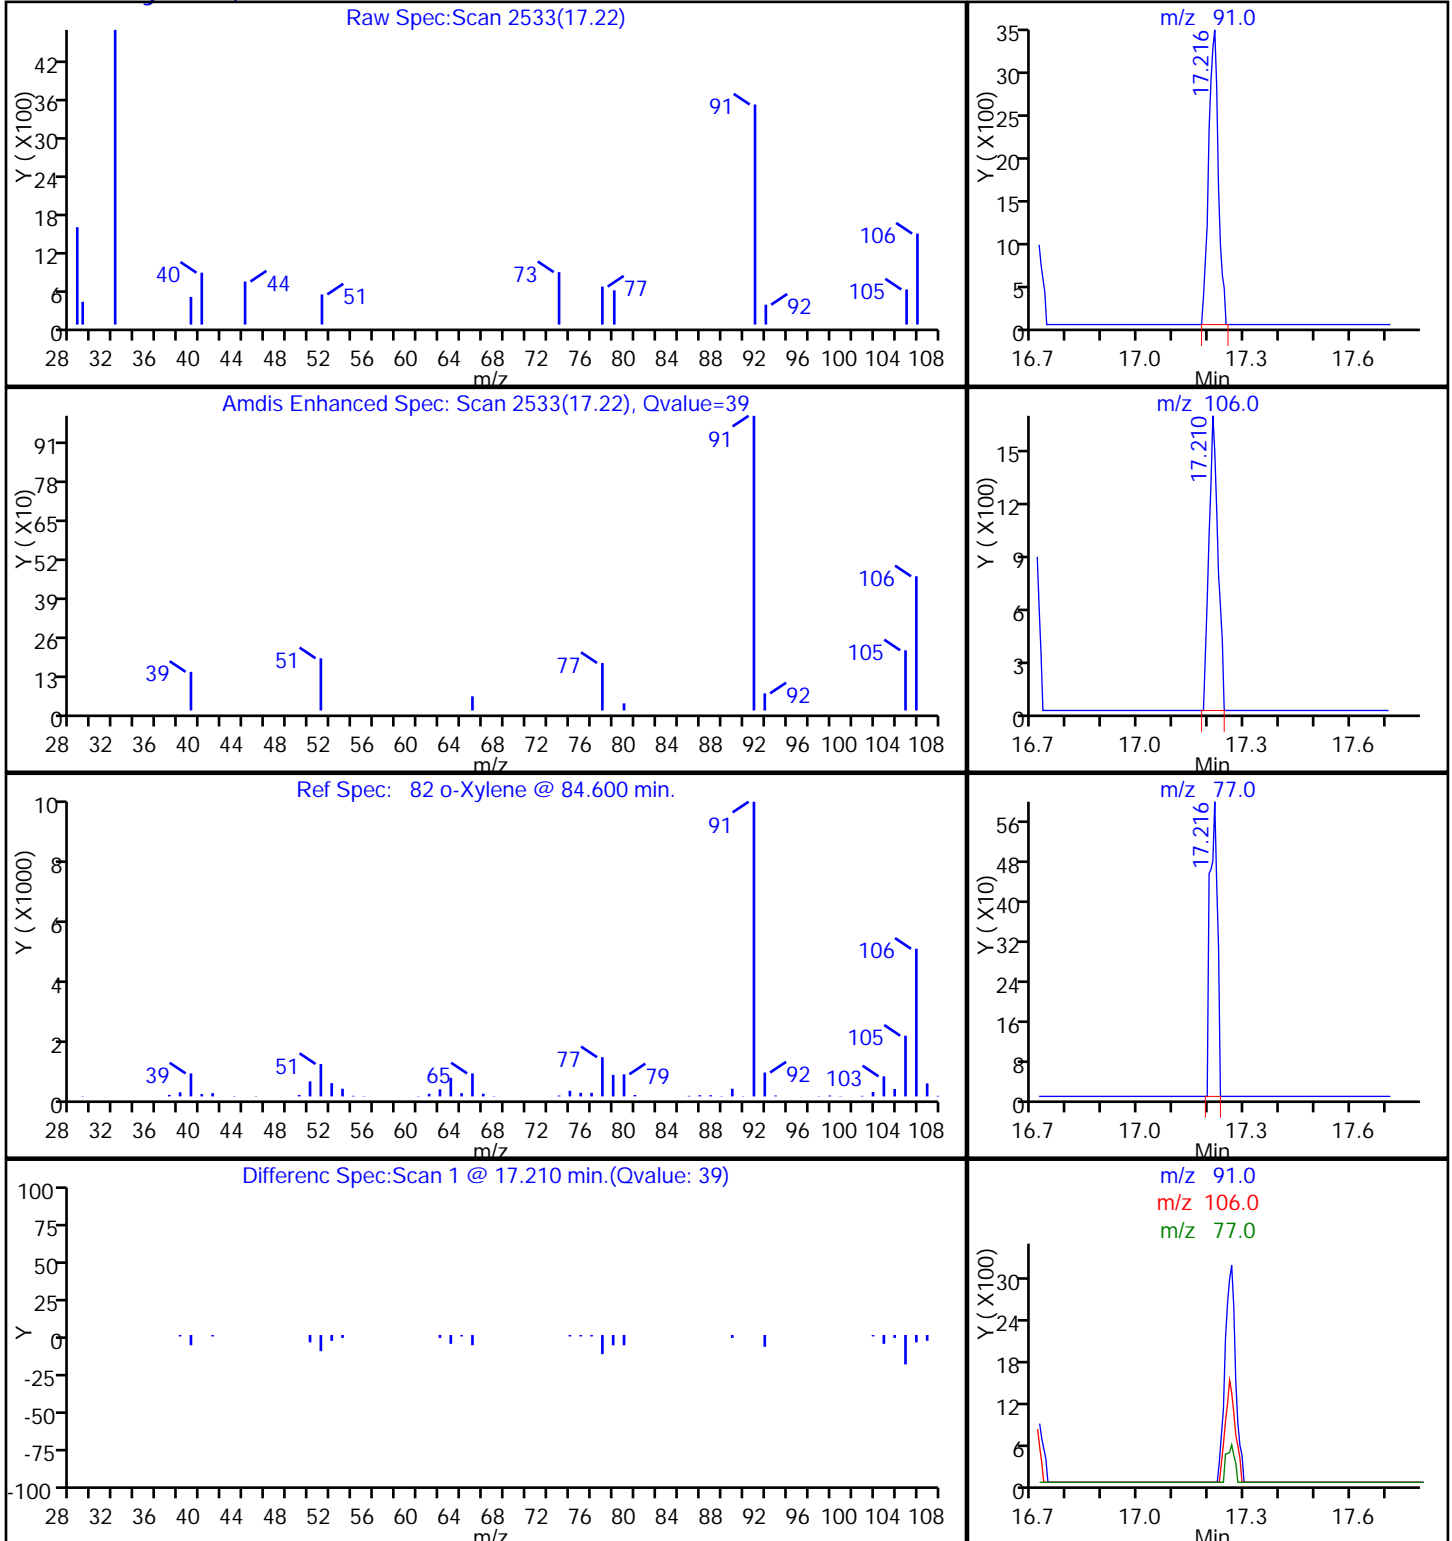 Raw Spec:Scan 2533(17.22)
Y ( X100)
42
36
30
24
18
12
6
0
91
106
40
44
51
73
77
92
105
28 32 36 40 44 48 52 56 60 64 68 72 76 80 84 88 92 96 100 104 108
m/z
m/z 91.0
Y ( X100)
35
30
25
20
15
10
5
0
17.216
16.7 17.0 17.3 17.6
Min
Amdis Enhanced Spec: Scan 2533(17.22), Qvalue=39
Y ( X10)
91
78
65
52
39
26
13
0
91
106
39
51
77
92
105
28 32 36 40 44 48 52 56 60 64 68 72 76 80 84 88 92 96 100 104 108
m/z
m/z 106.0
Y ( X100)
15
12
9
6
3
0
17.210
16.7 17.0 17.3 17.6
Min
Ref Spec: 82 o-Xylene @ 84.600 min.
Y ( X1000)
10
8
6
4
2
0
91
106
105
39
51
65
77
79
92
103
28 32 36 40 44 48 52 56 60 64 68 72 76 80 84 88 92 96 100 104 108
m/z
m/z 77.0
Y ( X10)
56
48
40
32
24
16
8
0
17.216
16.7 17.0 17.3 17.6
Min
Differenc Spec:Scan 1 @ 17.210 min.(Qvalue: 39)
Y
100
75
50
25
0
-25
-50
-75
-100
28 32 36 40 44 48 52 56 60 64 68 72 76 80 84 88 92 96 100 104 108
m/z
m/z 91.0
m/z 106.0
m/z 77.0
Y ( X100)
30
24
18
12
6
0
16.7 17.0 17.3 17.6
Min